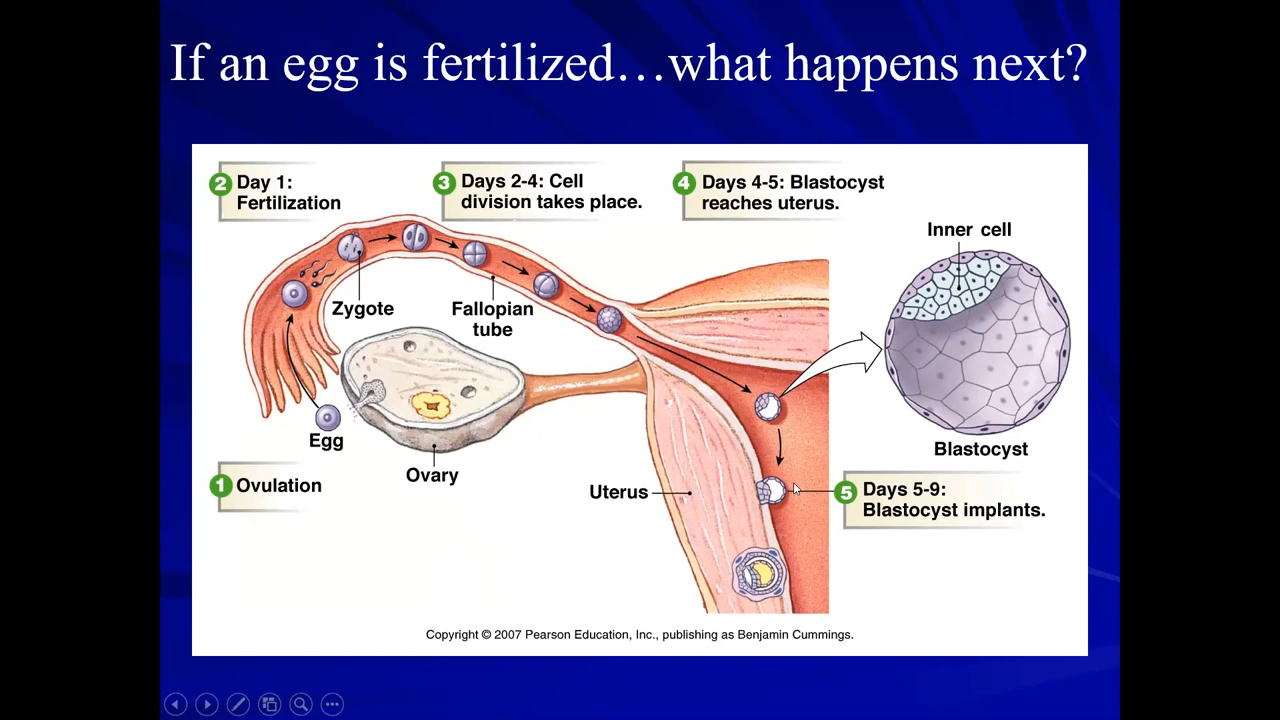 If an egg is fertilized…what happens next?
2 Day 1:
Fertilization
3 Days 2-4: Cell
division takes place.
4 Days 4-5: Blastocyst
reaches uterus.
Inner cell
Zygote
Fallopian
tube
Egg
Ovary
Blastocyst
1 Ovulation
Uterus
5 Days 5-9:
Blastocyst implants.
Copyright © 2007 Pearson Education, Inc., publishing as Benjamin Cummings.